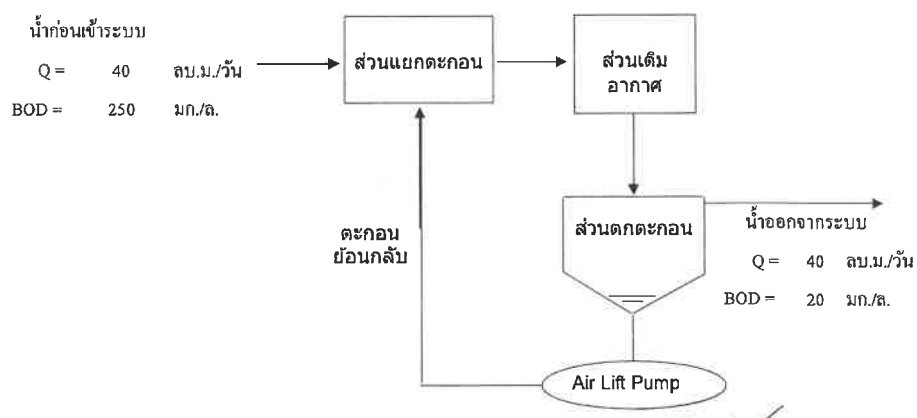 น้ำก่อนเข้าระบบ
Q = 40 ลบ.ม./วัน
BOD = 250 มก./ล.
ส่วนแยกตะกอน
ส่วนเติม
อากาศ
ตะกอน
ย้อนกลับ
ส่วนตกตะกอน
น้ำออกจากระบบ
Q = 40 ลบ.ม./วัน
BOD = 20 มก./ล.
Air Lift Pump